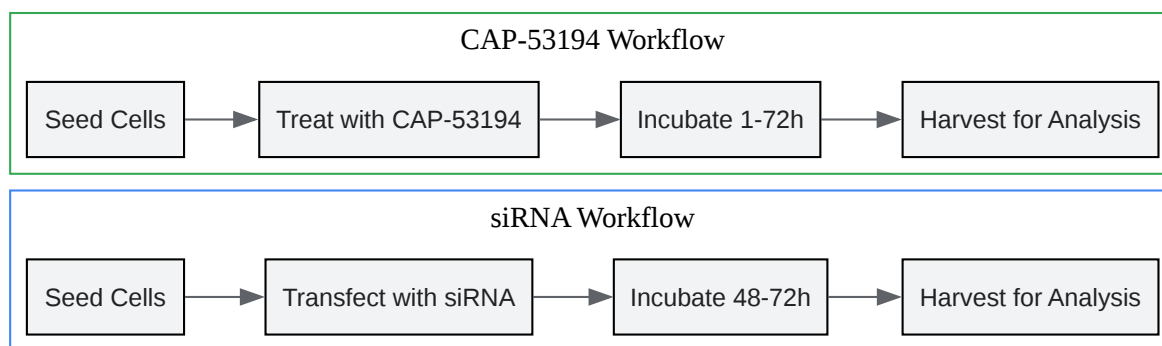 CAP-53194 Workflow
Seed Cells
Treat with CAP-53194
Incubate 1-72h
Harvest for Analysis
siRNA Workflow
Seed Cells
Transfect with siRNA
Incubate 48-72h
Harvest for Analysis